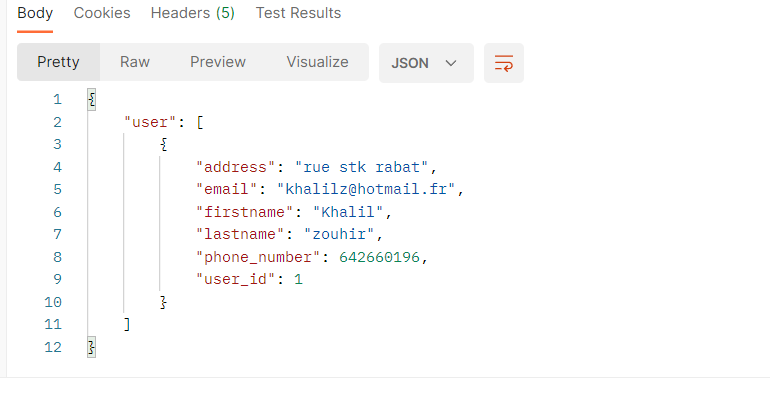 Body Cookies Headers (5) Test Results
Pretty Raw Preview Visualize JSON
1 {
2 "user": [
3 {
4 "address": "rue stk rabat",
5 "email": "khalilz@hotmail.fr",
6 "firstname": "Khalil",
7 "lastname": "zouhir",
8 "phone_number": 642660196,
9 "user_id": 1
10 }
11 ]
12 }